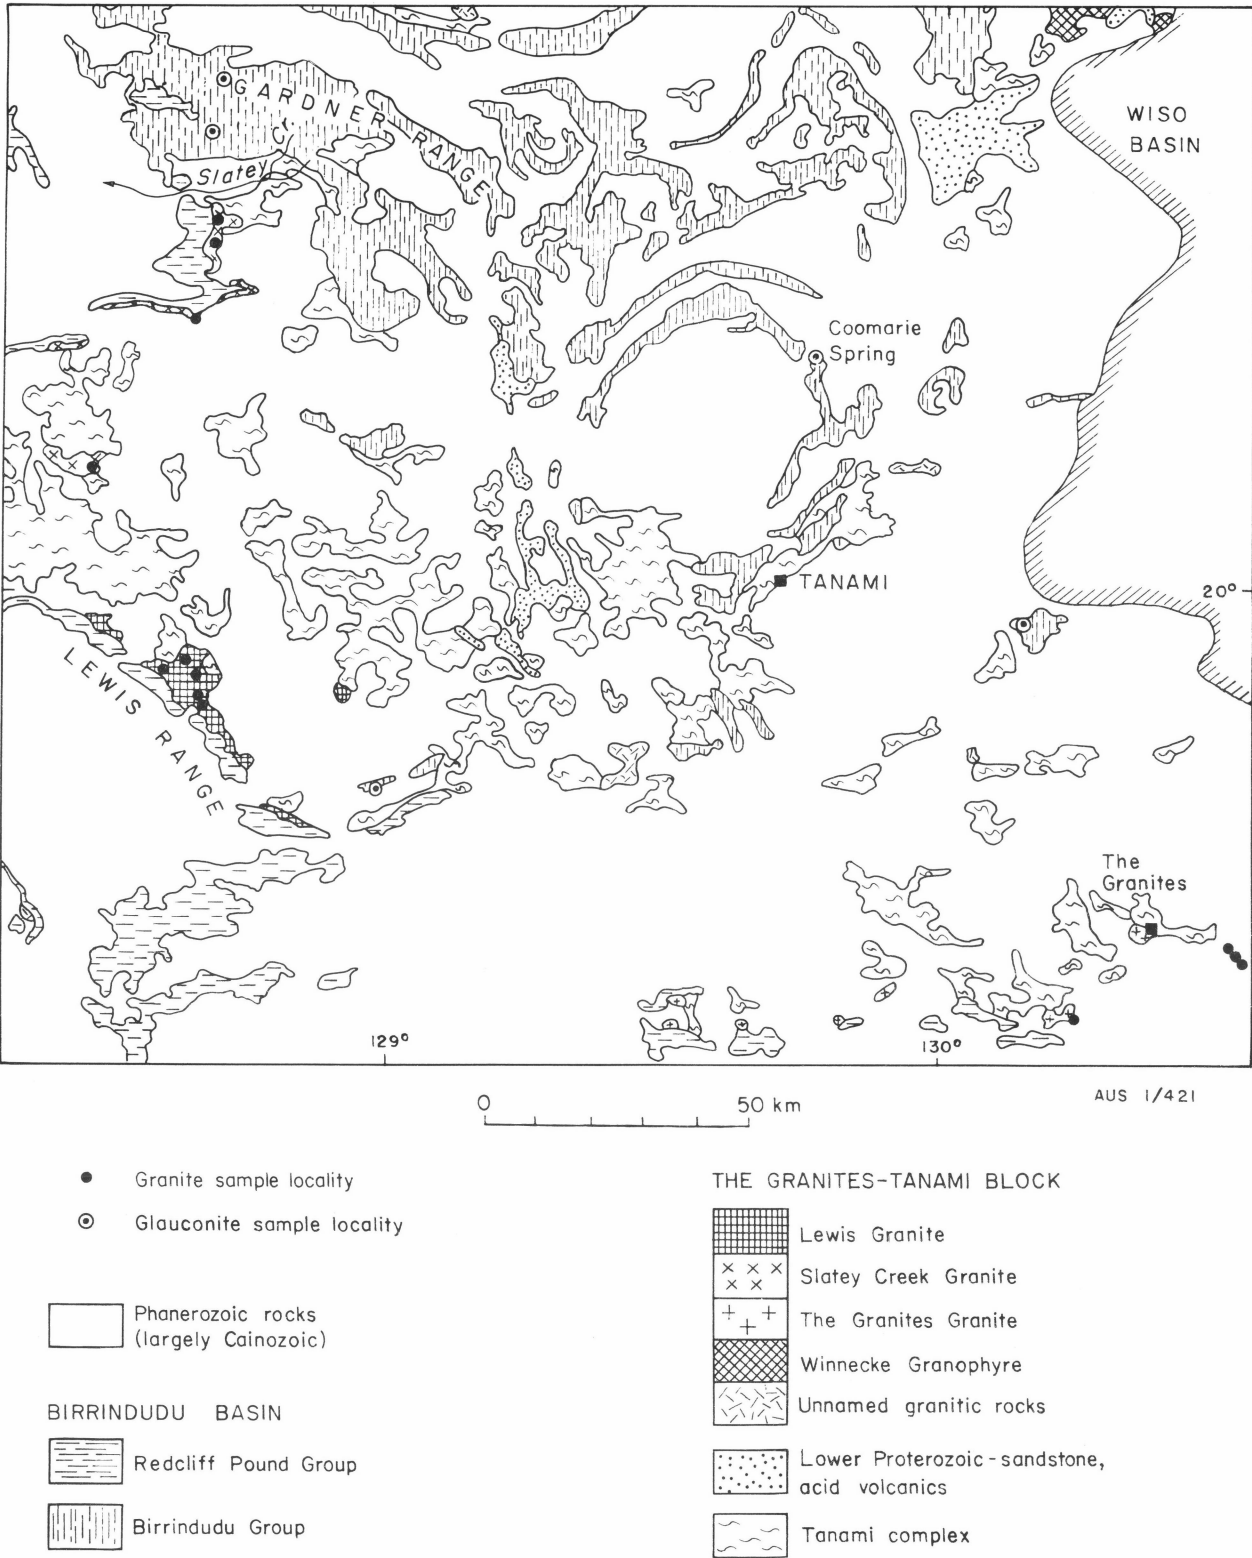 GARDNER RANGE
WISO
BASIN
Slatey Ck
Coomarie
Spring
TANAMI
20°
LEWIS RANGE
The
Granites
129°
130°
0 50 km
AUS 1/421
Granite sample locality
Glauconite sample locality
Phanerozoic rocks
(largely Cainozoic)
BIRRINDUDU BASIN
Redcliff Pound Group
Birrindudu Group
THE GRANITES-TANAMI BLOCK
Lewis Granite
Slatey Creek Granite
The Granites Granite
Winnecke Granophyre
Unnamed granitic rocks
Lower Proterozoic-sandstone,
acid volcanics
Tanami complex